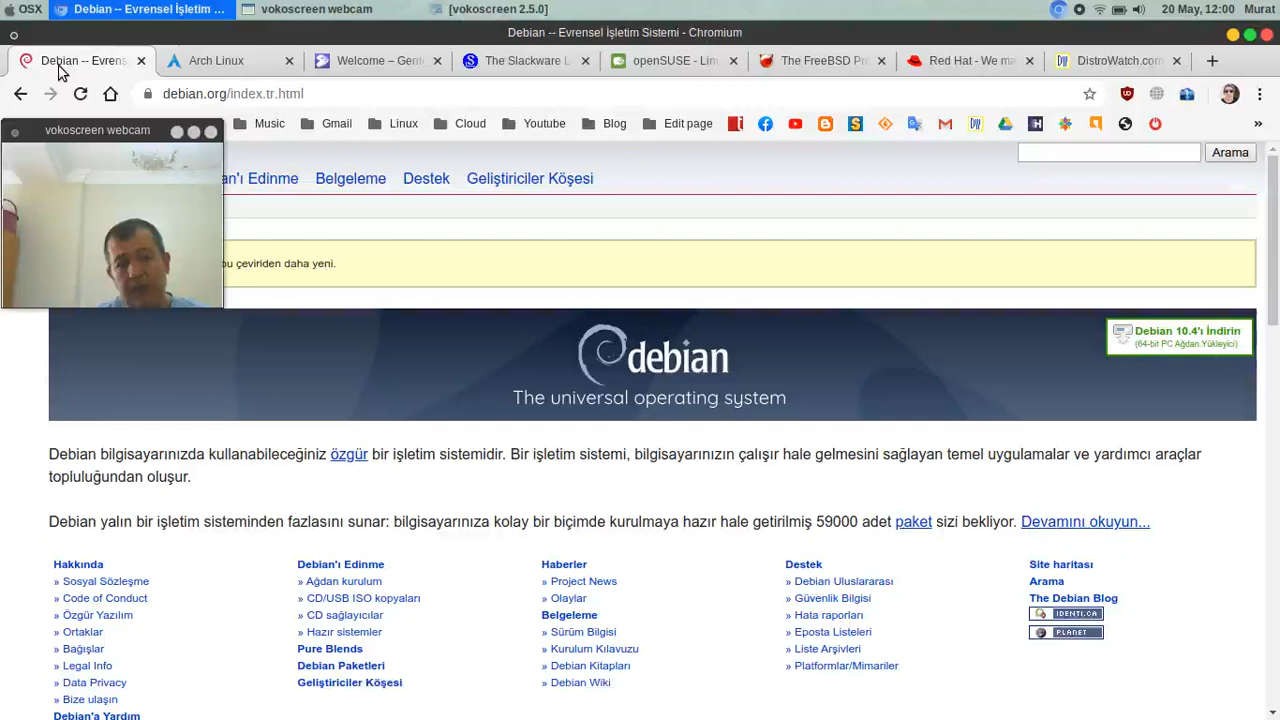 OSX
Debian -- Evrensel İşletim ...
vokoscreen webcam
[vokoscreen 2.5.0]
20 May, 12:00
Murat
Debian -- Evrensel İşletim Sistemi - Chromium
Debian -- Evrens
Arch Linux
Welcome – Gent
The Slackware L
openSUSE - Lin
The FreeBSD Pr
Red Hat - We ma
DistroWatch.com
debian.org/index.tr.html
vokoscreen webcam
Music
Gmail
Linux
Cloud
Youtube
Blog
Edit page
»
Arama
an'ı Edinme
Belgeleme
Destek
Geliştiriciler Köşesi
bu çeviriden daha yeni.
debian
The universal operating system
Debian 10.4'ı İndirin
(64-bit PC Ağdan Yükleyici)
Debian bilgisayarınızda kullanabileceğiniz özgür bir işletim sistemidir. Bir işletim sistemi, bilgisayarınızın çalışır hale gelmesini sağlayan temel uygulamalar ve yardımcı araçlar
topluluğundan oluşur.
Debian yalın bir işletim sisteminden fazlasını sunar: bilgisayarınıza kolay bir biçimde kurulmaya hazır hale getirilmiş 59000 adet paket sizi bekliyor. Devamını okuyun...
Hakkında
» Sosyal Sözleşme
» Code of Conduct
» Özgür Yazılım
» Ortaklar
» Bağışlar
» Legal Info
» Data Privacy
» Bize ulaşın
Debian'a Yardım
Debian'ı Edinme
» Ağdan kurulum
» CD/USB ISO kopyaları
» CD sağlayıcılar
» Hazır sistemler
Pure Blends
Debian Paketleri
Geliştiriciler Köşesi
Haberler
» Project News
» Olaylar
Belgeleme
» Sürüm Bilgisi
» Kurulum Kılavuzu
» Debian Kitapları
» Debian Wiki
Destek
» Debian Uluslararası
» Güvenlik Bilgisi
» Hata raporları
» Eposta Listeleri
» Liste Arşivleri
» Platformlar/Mimariler
Site haritası
Arama
The Debian Blog
IDENTI.CA
PLANET